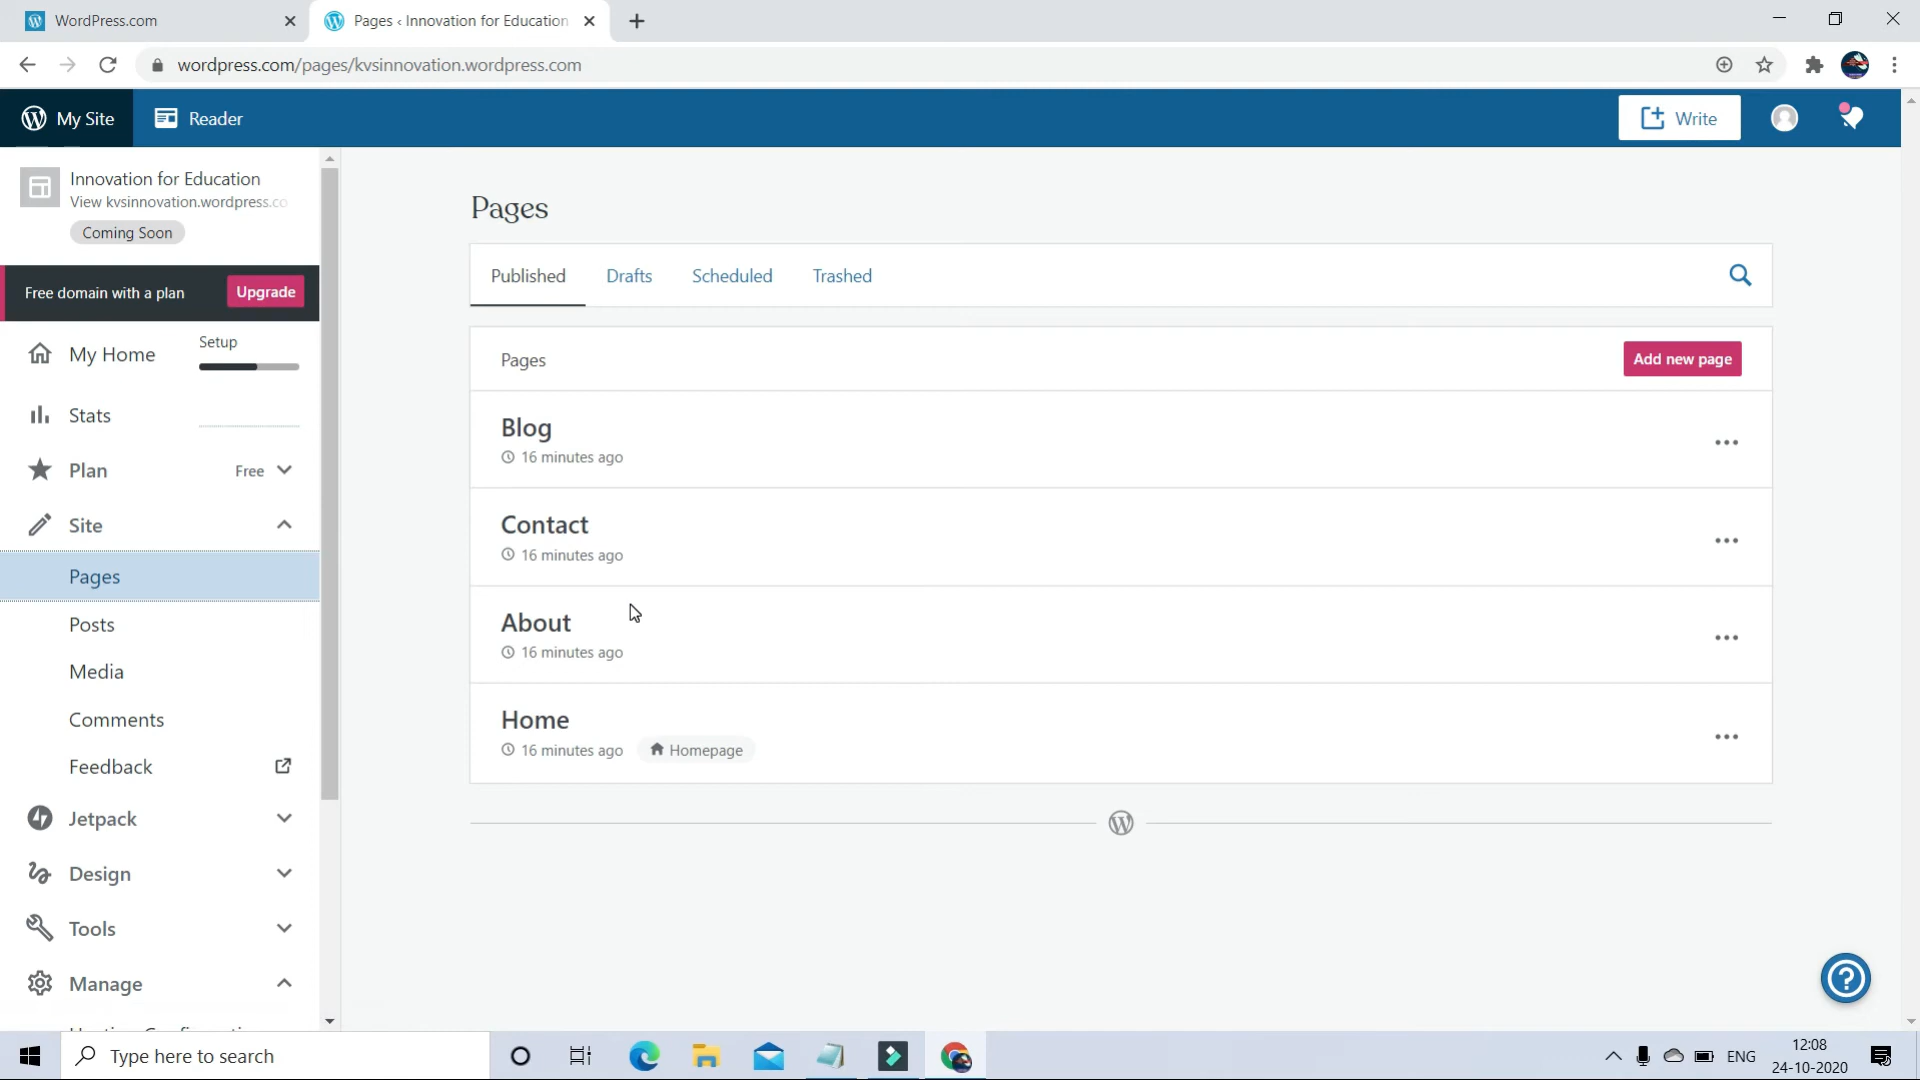 WordPress.com
Pages ‹ Innovation for Education
wordpress.com/pages/kvsinnovation.wordpress.com
My Site
Reader
Write
Innovation for Education
View kvsinnovation.wordpress.co
Coming Soon
Free domain with a plan
Upgrade
My Home
Setup
Stats
Plan
Free
Site
Pages
Posts
Media
Comments
Feedback
Jetpack
Design
Tools
Manage
Pages
Published
Drafts
Scheduled
Trashed
Pages
Add new page
Blog
16 minutes ago
Contact
16 minutes ago
About
16 minutes ago
Home
16 minutes ago
Homepage
Type here to search
ENG
12:08
24-10-2020